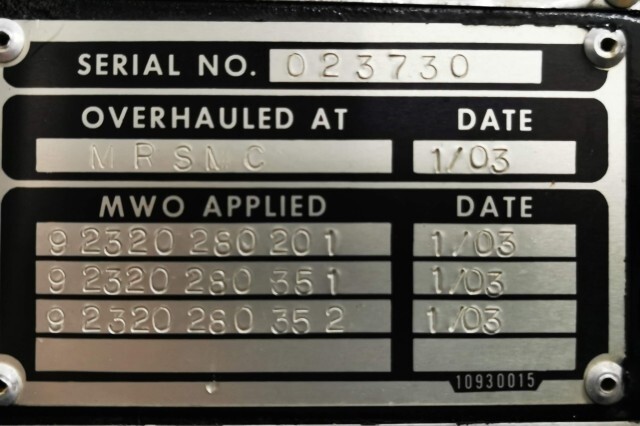 SERIAL NO. 023730
OVERHAULED AT DATE
MRSMC 1/03
MWO APPLIED DATE
9 2320 280 20 1 1/03
9 2320 280 35 1 1/03
9 2320 280 35 2 1/03
10930015